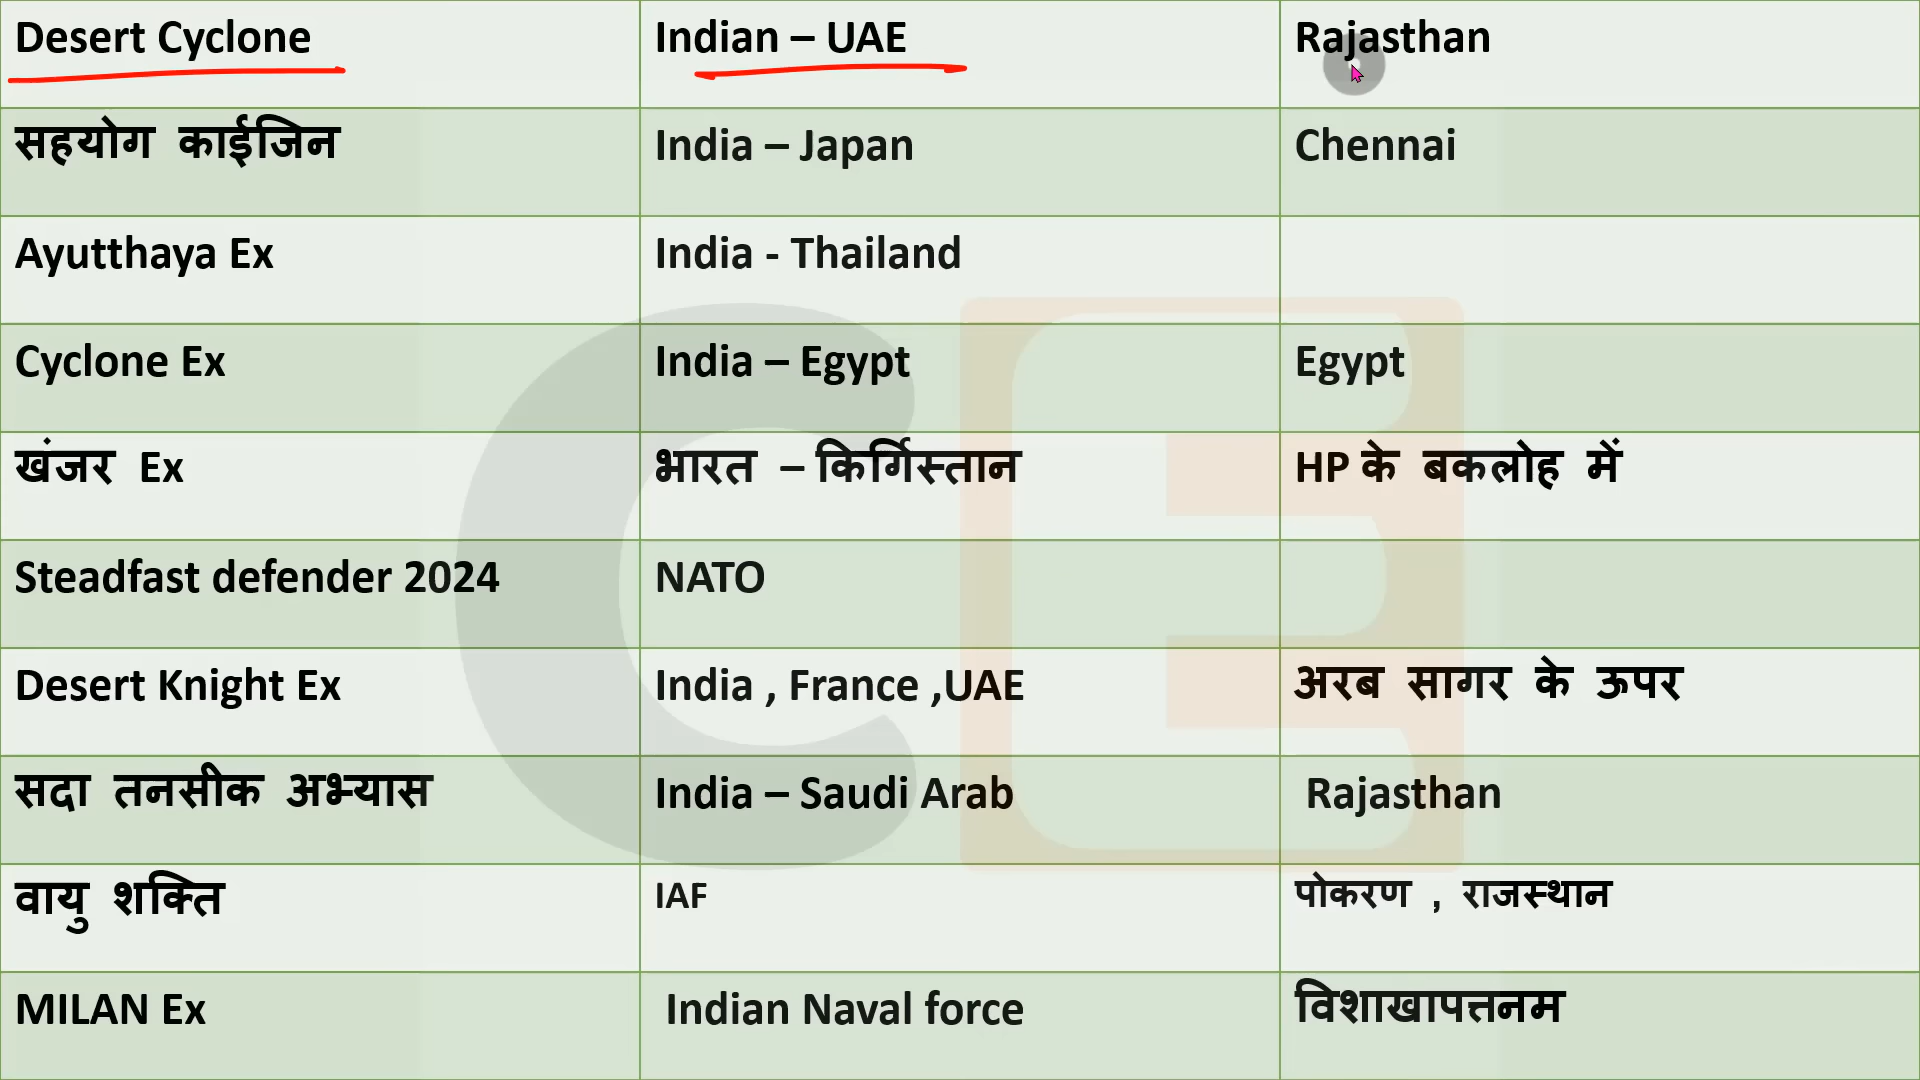 Desert Cyclone Indian – UAE Rajasthan
सहयोग काईजिन India – Japan Chennai
Ayutthaya Ex India - Thailand
Cyclone Ex India – Egypt Egypt
खंजर Ex भारत – किर्गिस्तान HP के बकलोह में
Steadfast defender 2024 NATO
Desert Knight Ex India , France ,UAE अरब सागर के ऊपर
सदा तनसीक अभ्यास India – Saudi Arab Rajasthan
वायु शक्ति IAF पोकरण , राजस्थान
MILAN Ex Indian Naval force विशाखापत्तनम